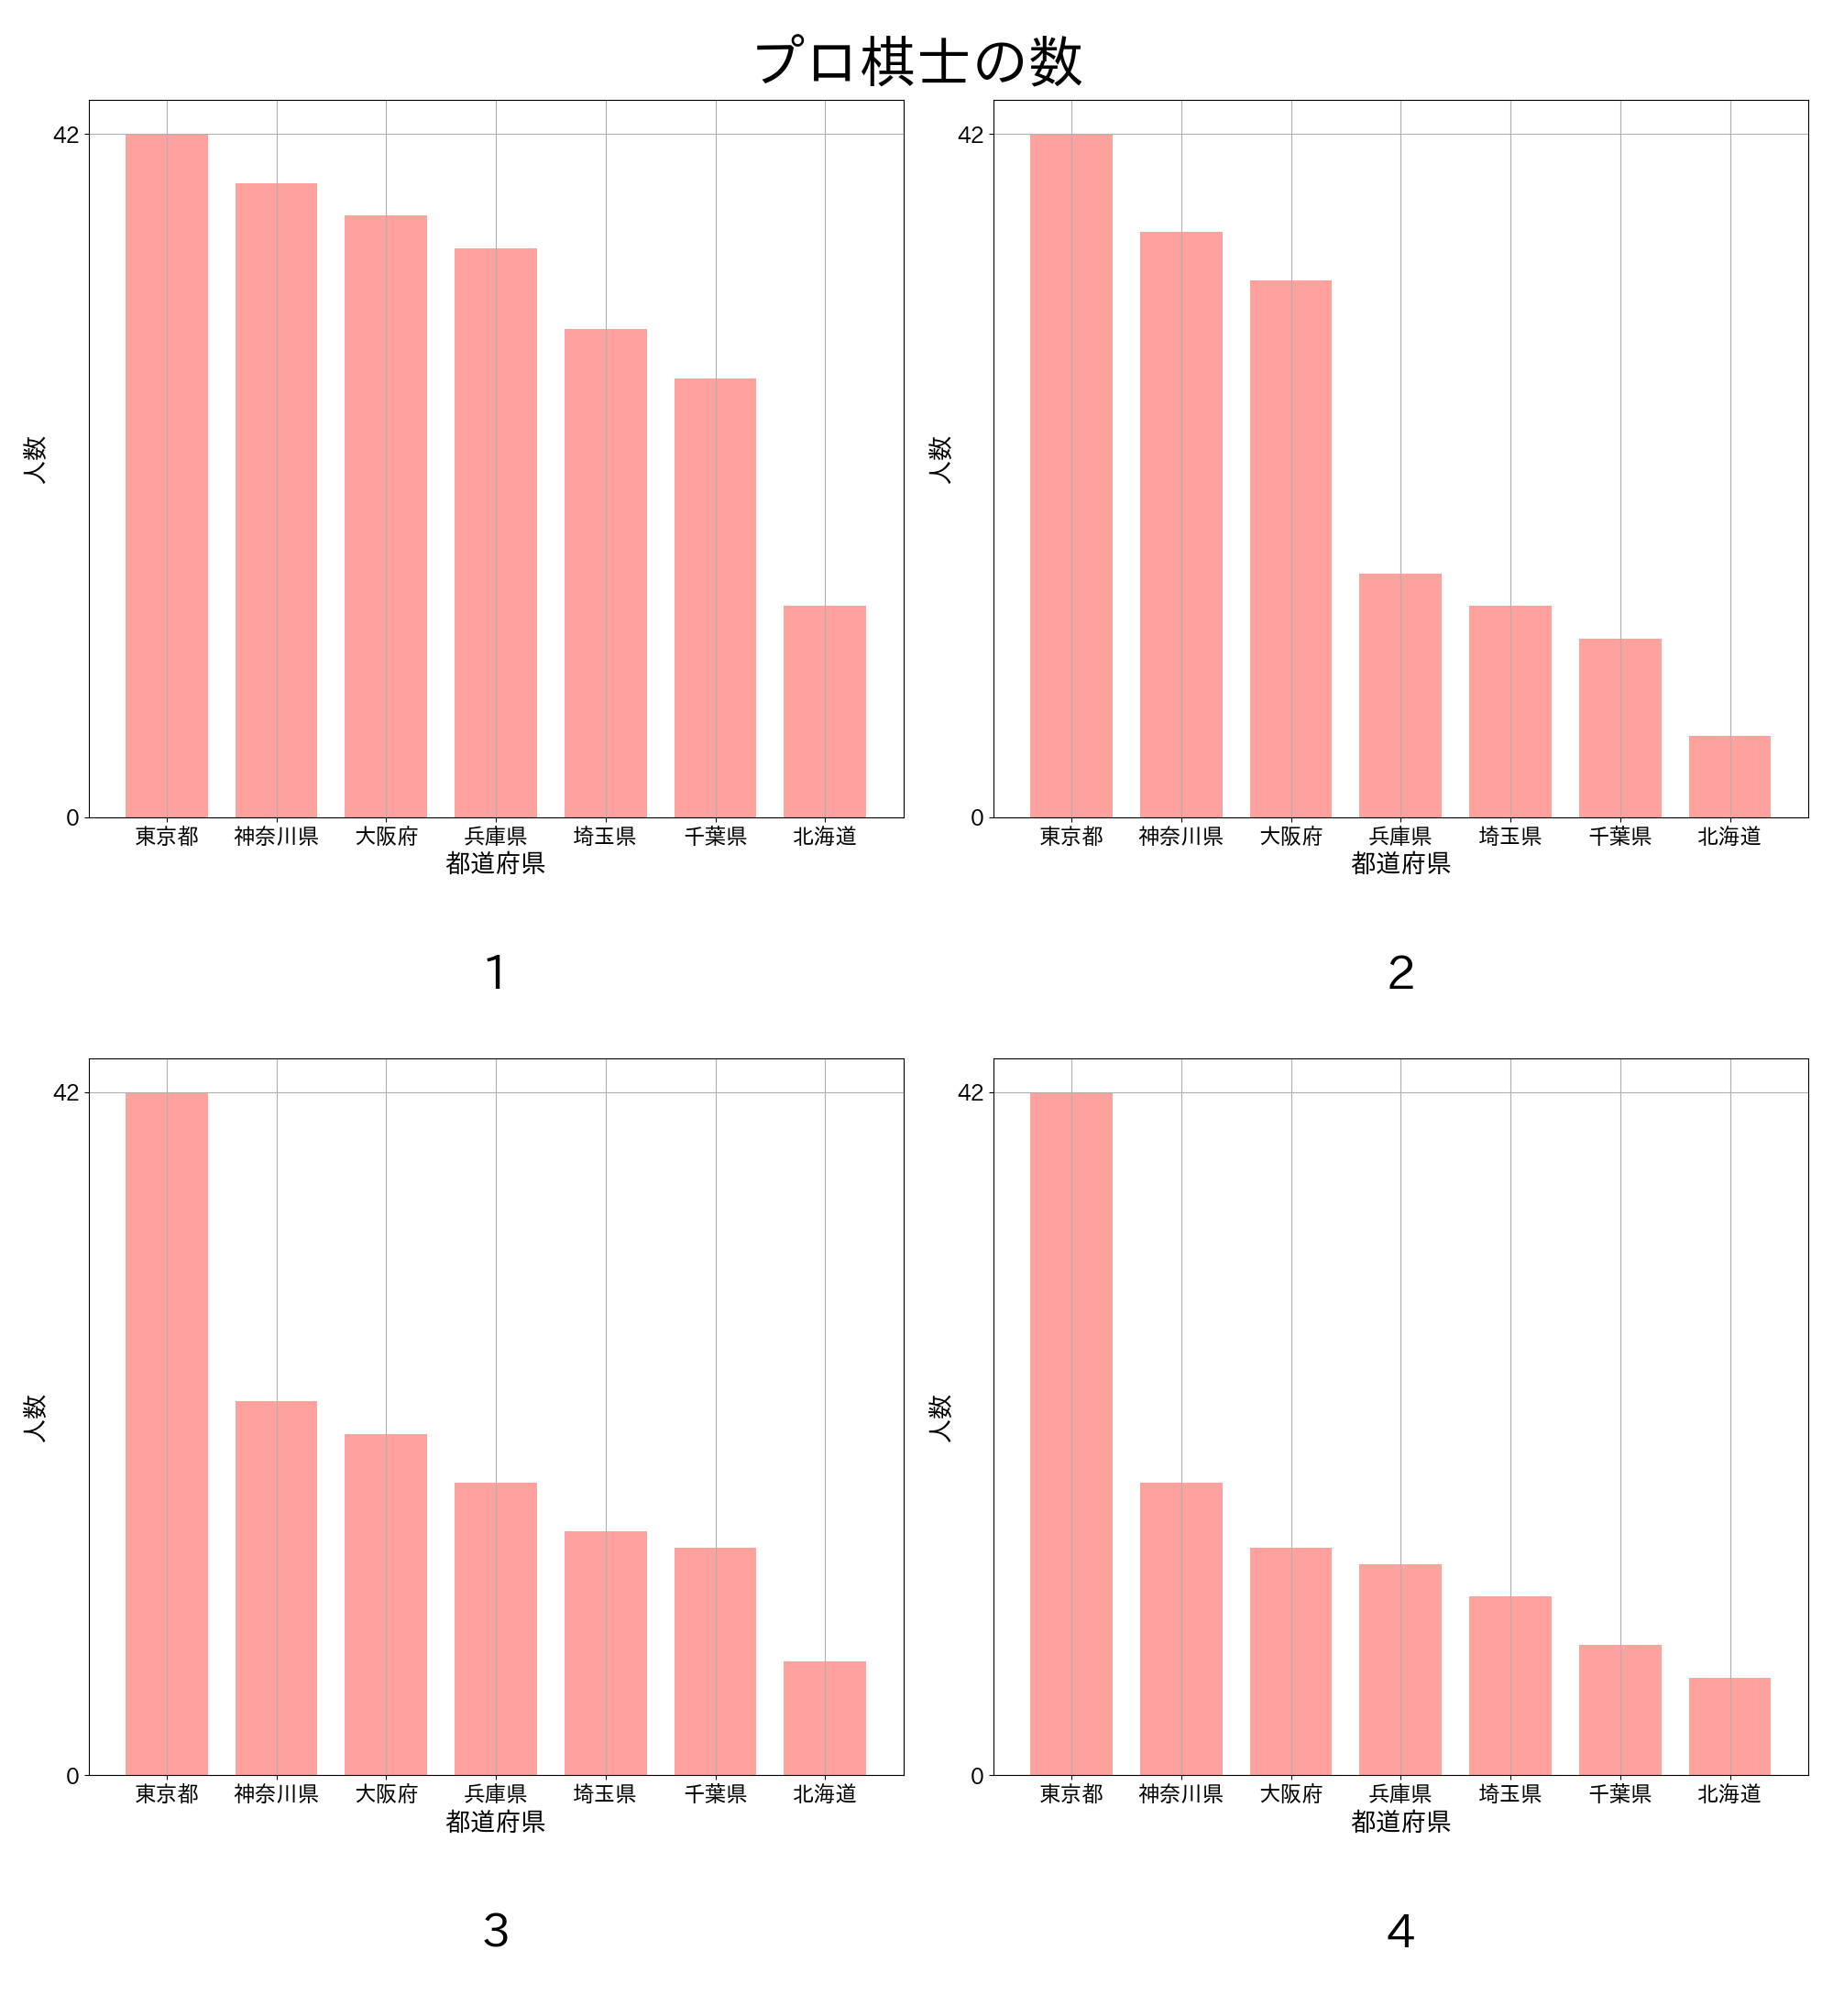 プロ棋士の数
42
0
人数
東京都 神奈川県 大阪府 兵庫県 埼玉県 千葉県 北海道
都道府県
1
42
0
人数
東京都 神奈川県 大阪府 兵庫県 埼玉県 千葉県 北海道
都道府県
2
42
0
人数
東京都 神奈川県 大阪府 兵庫県 埼玉県 千葉県 北海道
都道府県
3
42
0
人数
東京都 神奈川県 大阪府 兵庫県 埼玉県 千葉県 北海道
都道府県
4